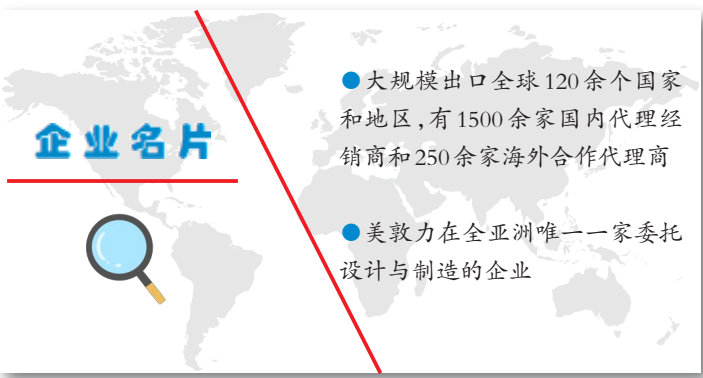 企业名片
●大规模出口全球120余个国家
和地区,有1500余家国内代理经
销商和250余家海外合作代理商
●美敦力在全亚洲唯一一家委托
设计与制造的企业